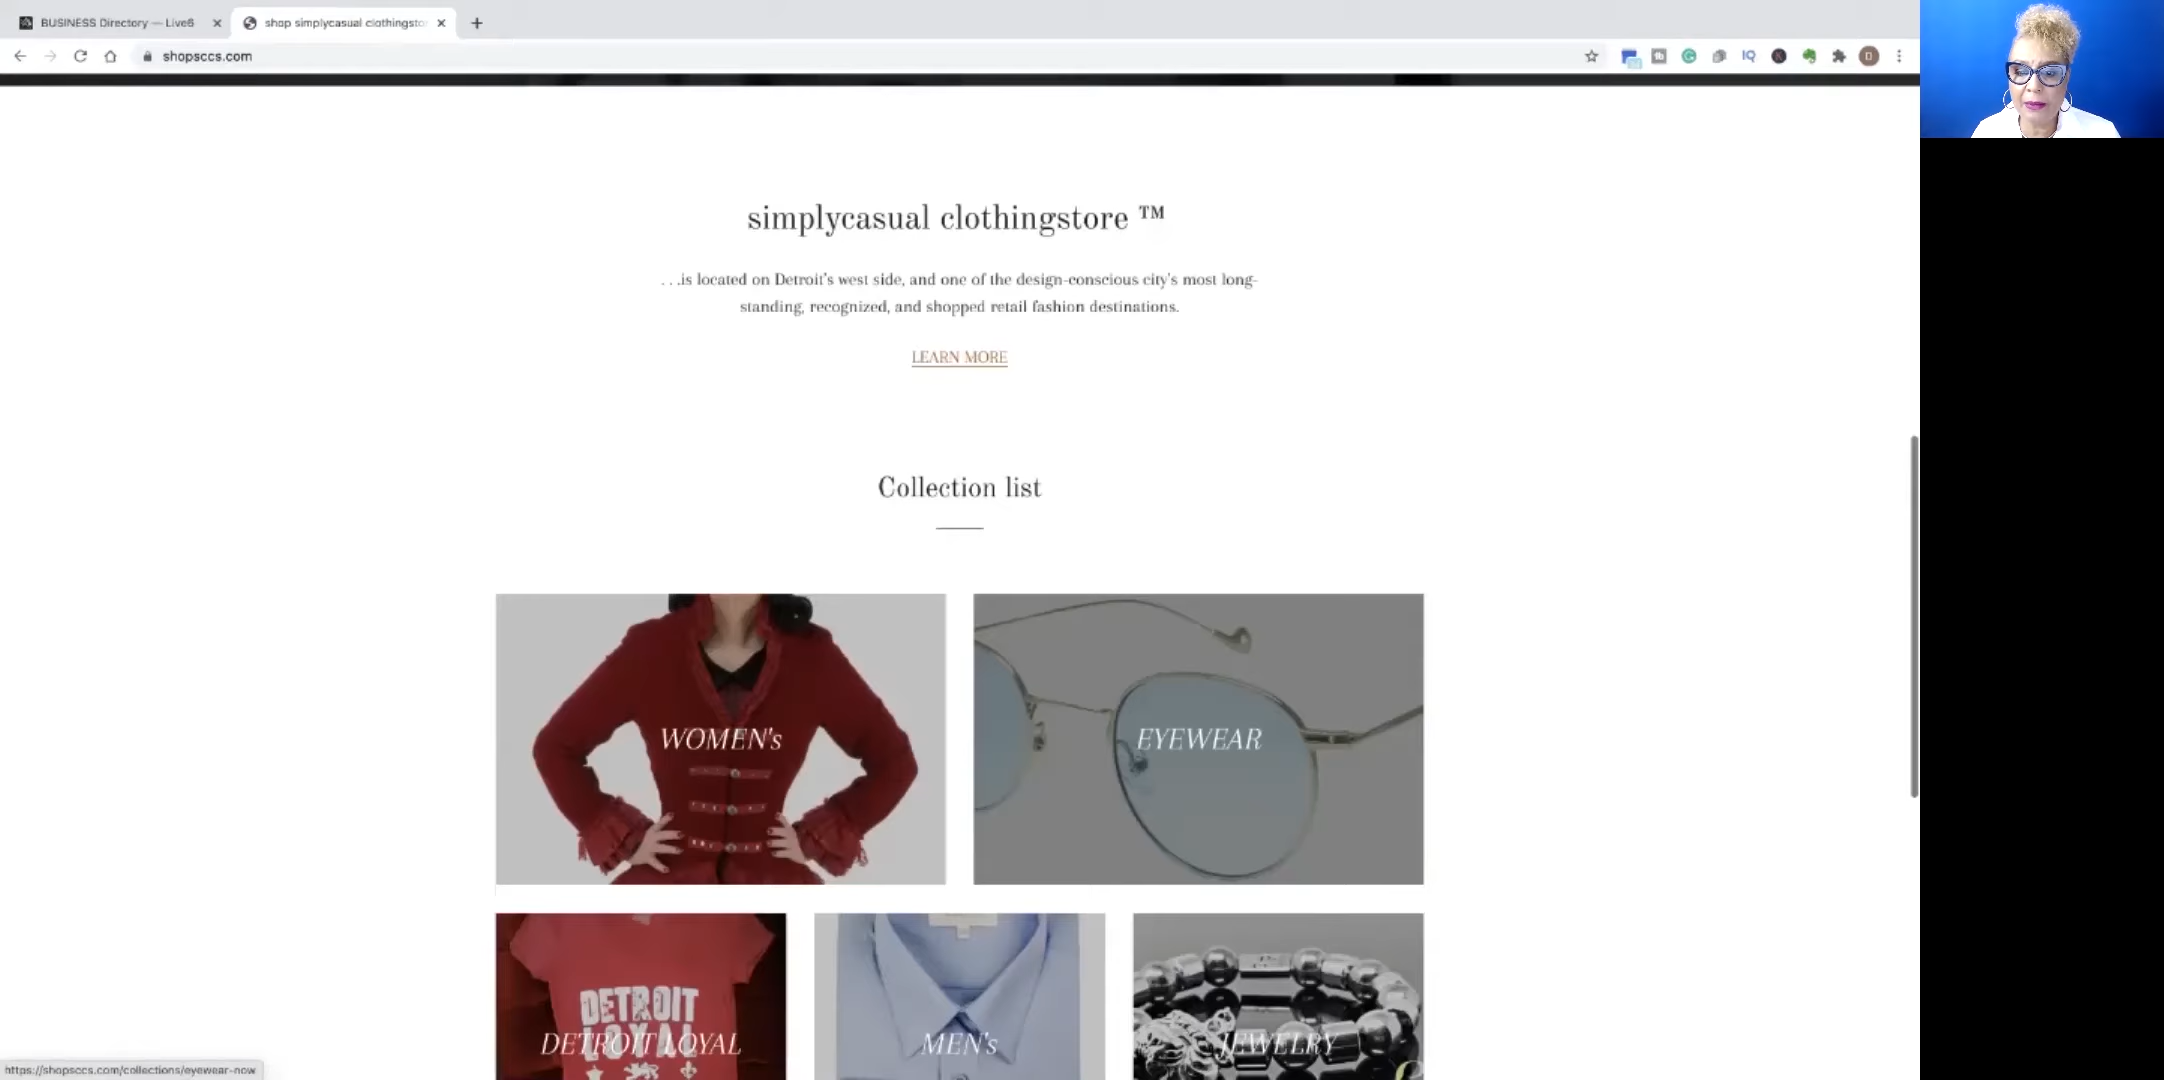 BUSINESS Directory — Live6
shop simplycasual clothingsto
shopsccs.com
simplycasual clothingstore ™
. . .is located on Detroit's west side, and one of the design-conscious city's most long-
standing, recognized, and shopped retail fashion destinations.
LEARN MORE
Collection list
WOMEN's
EYEWEAR
DETROIT
LOYAL
DETROIT LOYAL
MEN's
JEWELRY
https://shopsccs.com/collections/eyewear-now